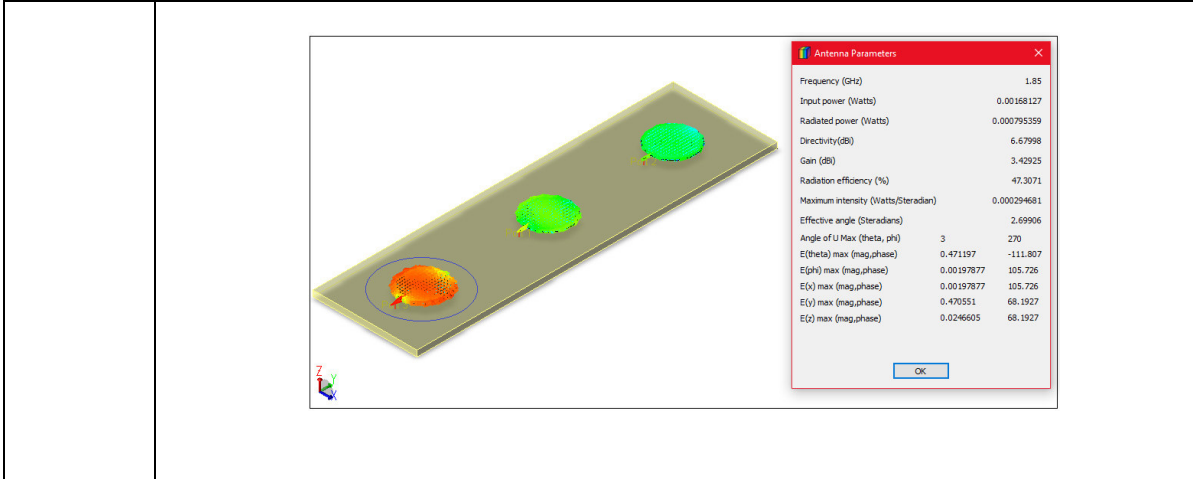 Antenna Parameters
Frequency (GHz) 1.85
Input power (Watts) 0.00168127
Radiated power (Watts) 0.000795359
Directivity(dBi) 6.67998
Gain (dBi) 3.42925
Radiation efficiency (%) 47.3071
Maximum intensity (Watts/Steradian) 0.000294681
Effective angle (Steradians) 2.69906
Angle of U Max (theta, phi) 3 270
E(theta) max (mag,phase) 0.471197 -111.807
E(phi) max (mag,phase) 0.00197877 105.726
E(x) max (mag,phase) 0.00197877 105.726
E(y) max (mag,phase) 0.470551 68.1927
E(z) max (mag,phase) 0.0246605 68.1927
OK
Z
Y
X